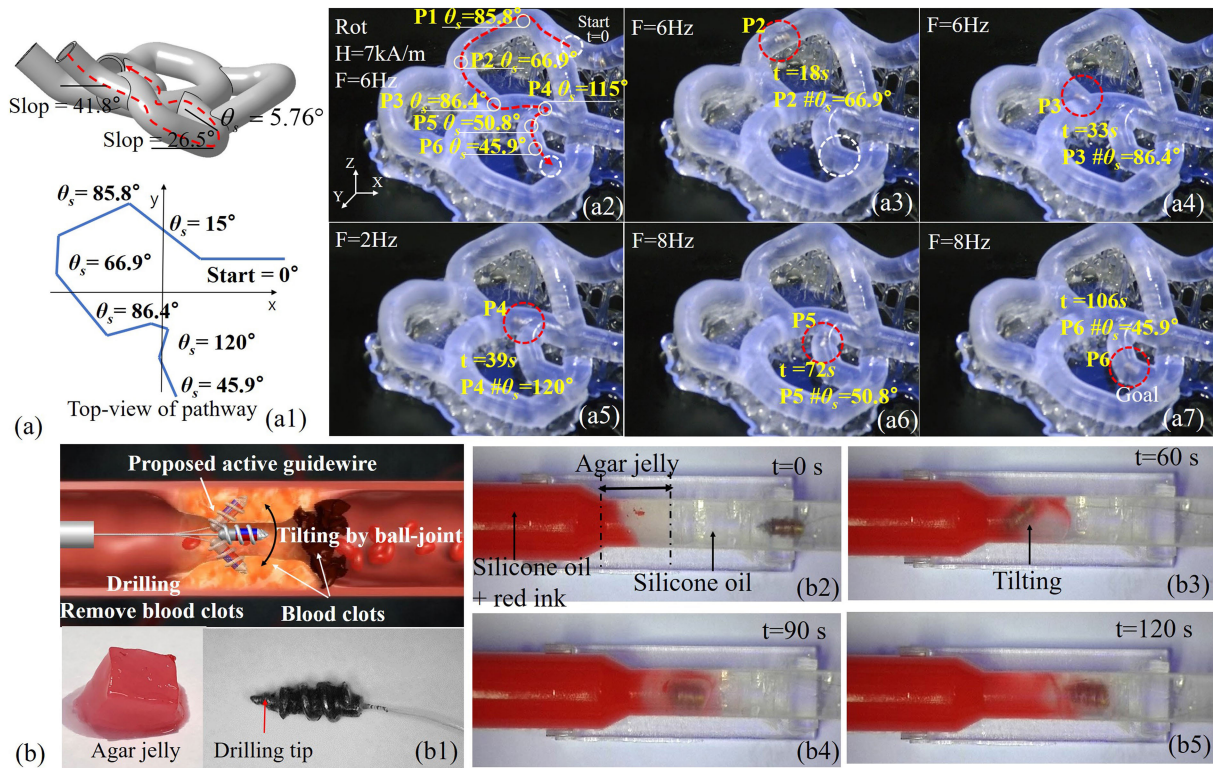 Slop = 41.8°
Slop = 26.5°
θs = 5.76°
θs= 85.8°
y
θs= 15°
θs= 66.9°
Start = 0°
x
θs= 86.4°
θs= 120°
θs= 45.9°
Top-view of pathway
(a1)
(a)
Rot
H=7kA/m
F=6Hz
P1 θs=85.8°
Start
t=0
P2 θs=66.9°
P3 θs=86.4°
P4 θs=115°
P5 θs=50.8°
P6 θs=45.9°
Z
Y
X
(a2)
F=6Hz
P2
t =18s
P2 #θs=66.9°
(a3)
F=6Hz
P3
t =33s
P3 #θs=86.4°
(a4)
F=2Hz
P4
t =39s
P4 #θs=120°
(a5)
F=8Hz
P5
t =72s
P5 #θs=50.8°
(a6)
F=8Hz
t =106s
P6 #θs=45.9°
P6
Goal
(a7)
Proposed active guidewire
Tilting by ball-joint
Drilling
Remove blood clots
Blood clots
(b)
Agar jelly
Drilling tip
(b1)
Agar jelly
t=0 s
Silicone oil
+ red ink
Silicone oil
(b2)
t=60 s
Tilting
(b3)
t=90 s
(b4)
t=120 s
(b5)